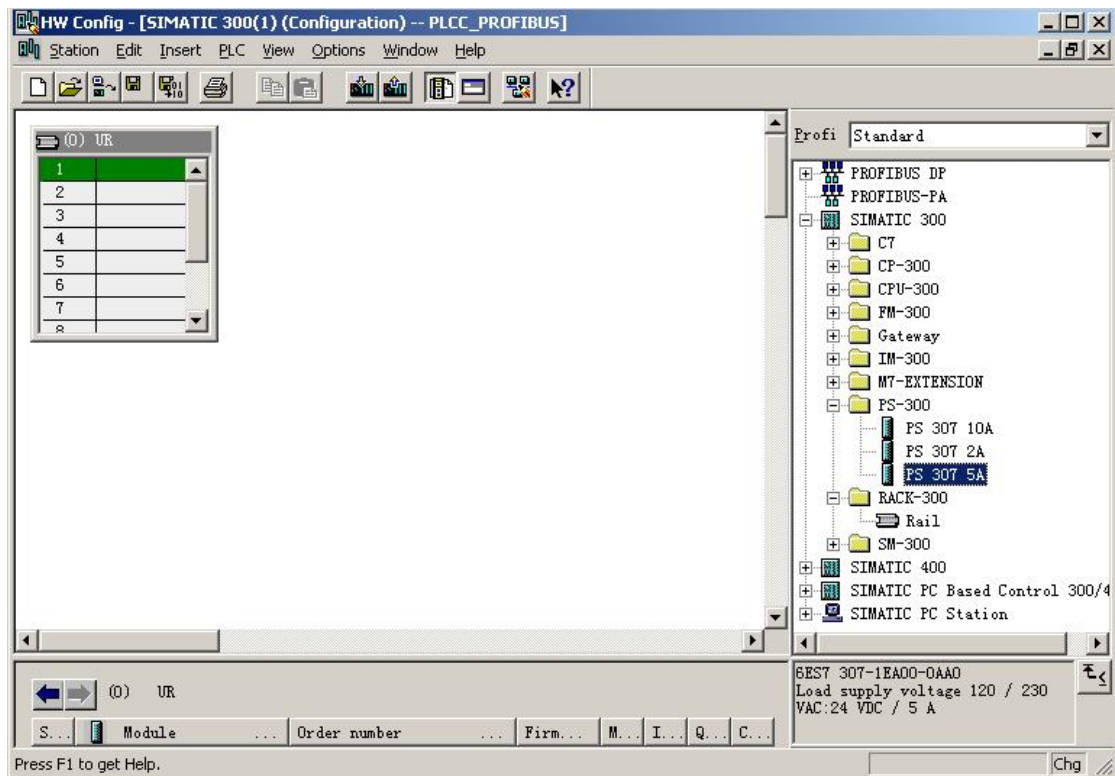 HW Config - [SIMATIC 300(1) (Configuration) -- PLCC_PROFIBUS]
Station Edit Insert PLC View Options Window Help
(0) UR
1
2
3
4
5
6
7
8
Profi Standard
PROFIBUS DP
PROFIBUS-PA
SIMATIC 300
C7
CP-300
CPU-300
FM-300
Gateway
IM-300
M7-EXTENSION
PS-300
PS 307 10A
PS 307 2A
PS 307 5A
RACK-300
Rail
SM-300
SIMATIC 400
SIMATIC PC Based Control 300/4
SIMATIC PC Station
(0) UR
S... Module ... Order number ... Firm... M... I... Q... C...
6ES7 307-1EA00-0AA0
Load supply voltage 120 / 230
VAC:24 VDC / 5 A
Press F1 to get Help.
Chg